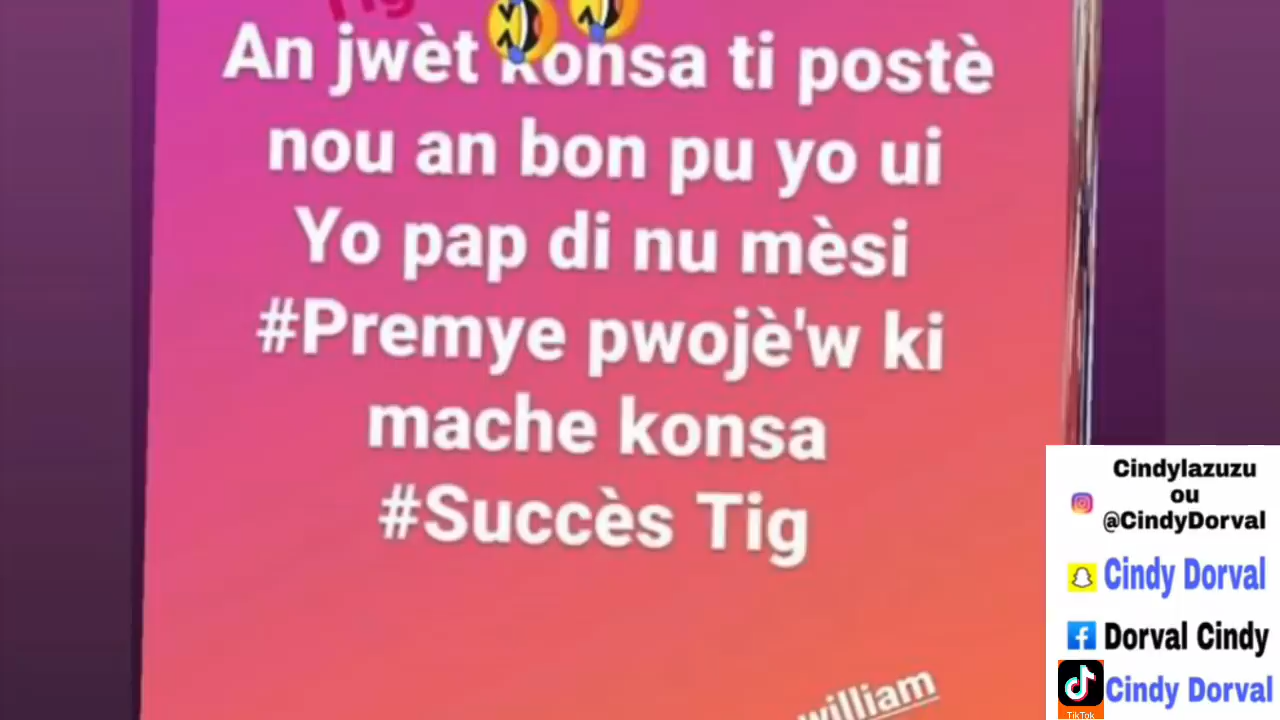 Tig
An jwèt konsa ti postè
nou an bon pu yo ui
Yo pap di nu mèsi
#Premye pwojè'w ki
mache konsa
#Succès Tig
william
Cindylazuzu
ou
@CindyDorval
Cindy Dorval
Dorval Cindy
Cindy Dorval
TikTok